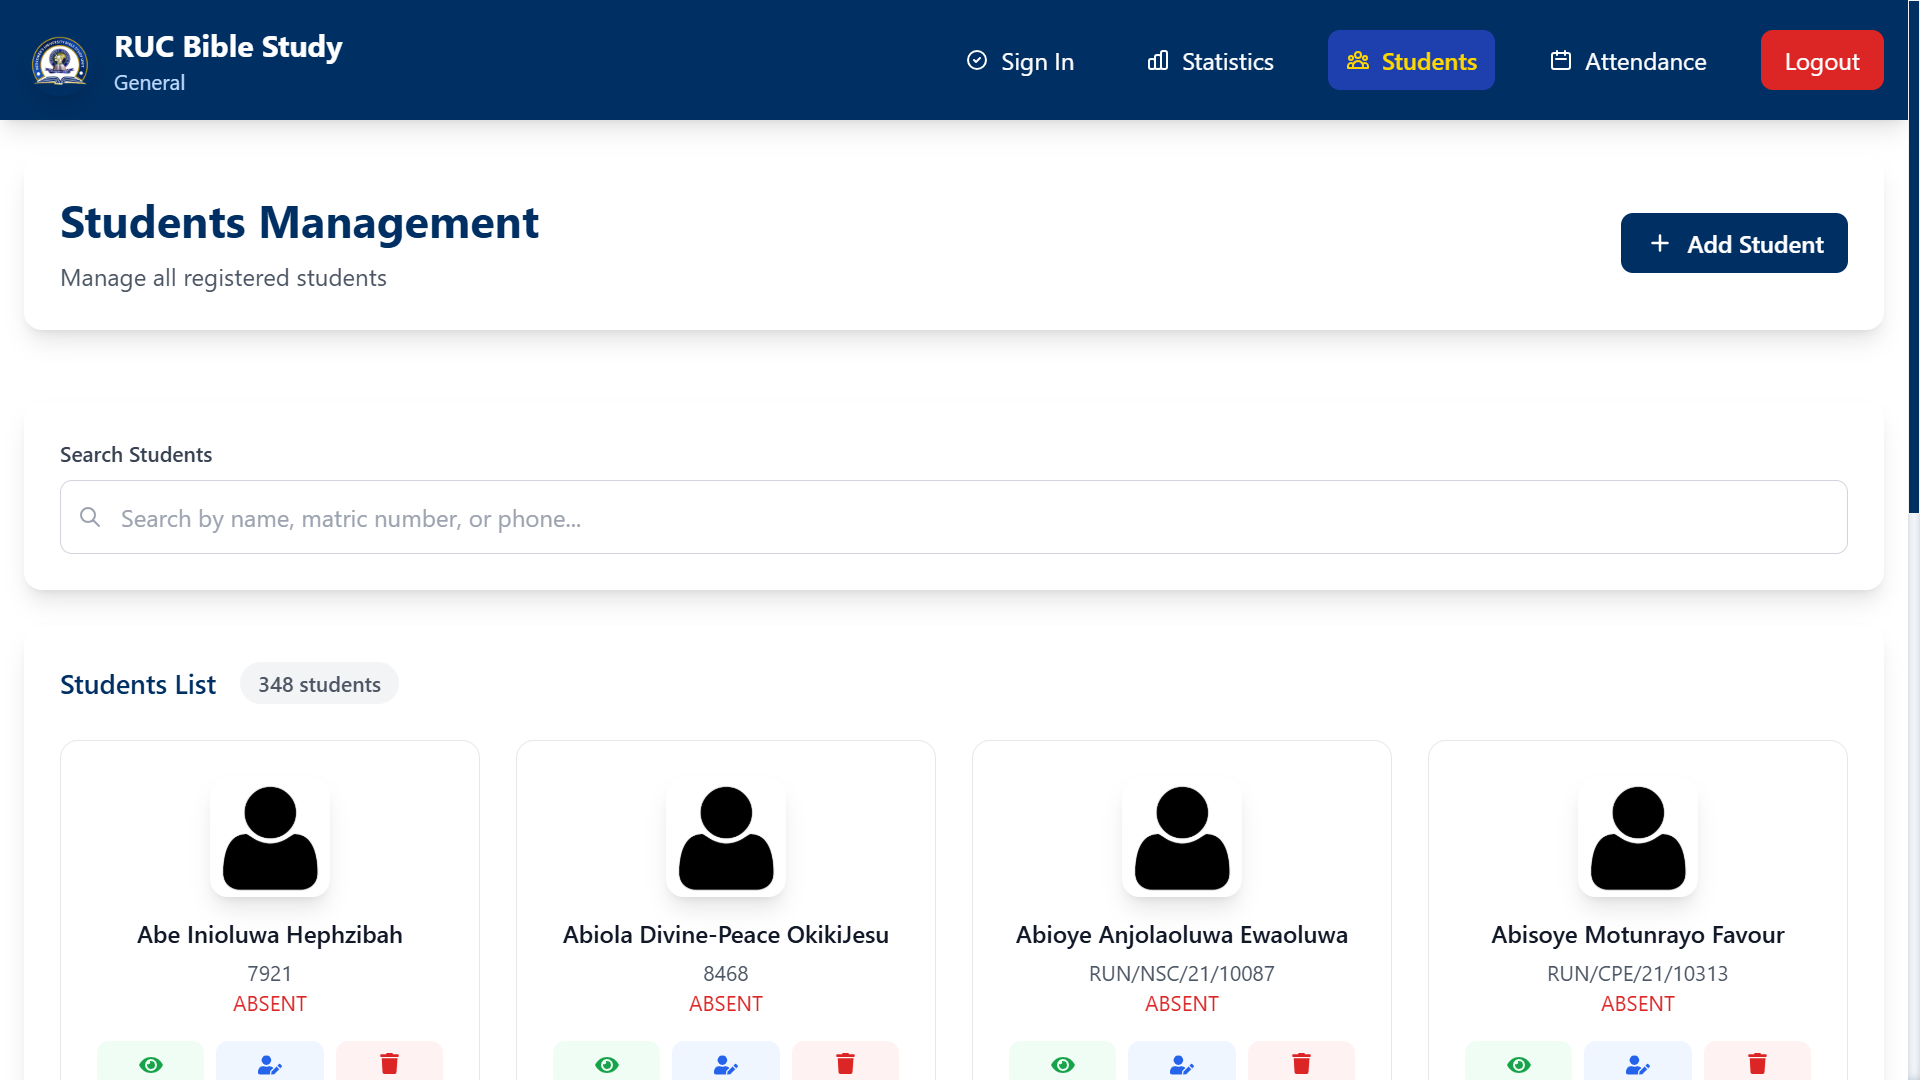 RUC Bible Study
General
Sign In
Statistics
Students
Attendance
Logout
Students Management
Manage all registered students
+ Add Student
Search Students
Search by name, matric number, or phone...
Students List
348 students
Abe Inioluwa Hephzibah
7921
ABSENT
Abiola Divine-Peace OkikiJesu
8468
ABSENT
Abioye Anjolaoluwa Ewaoluwa
RUN/NSC/21/10087
ABSENT
Abisoye Motunrayo Favour
RUN/CPE/21/10313
ABSENT